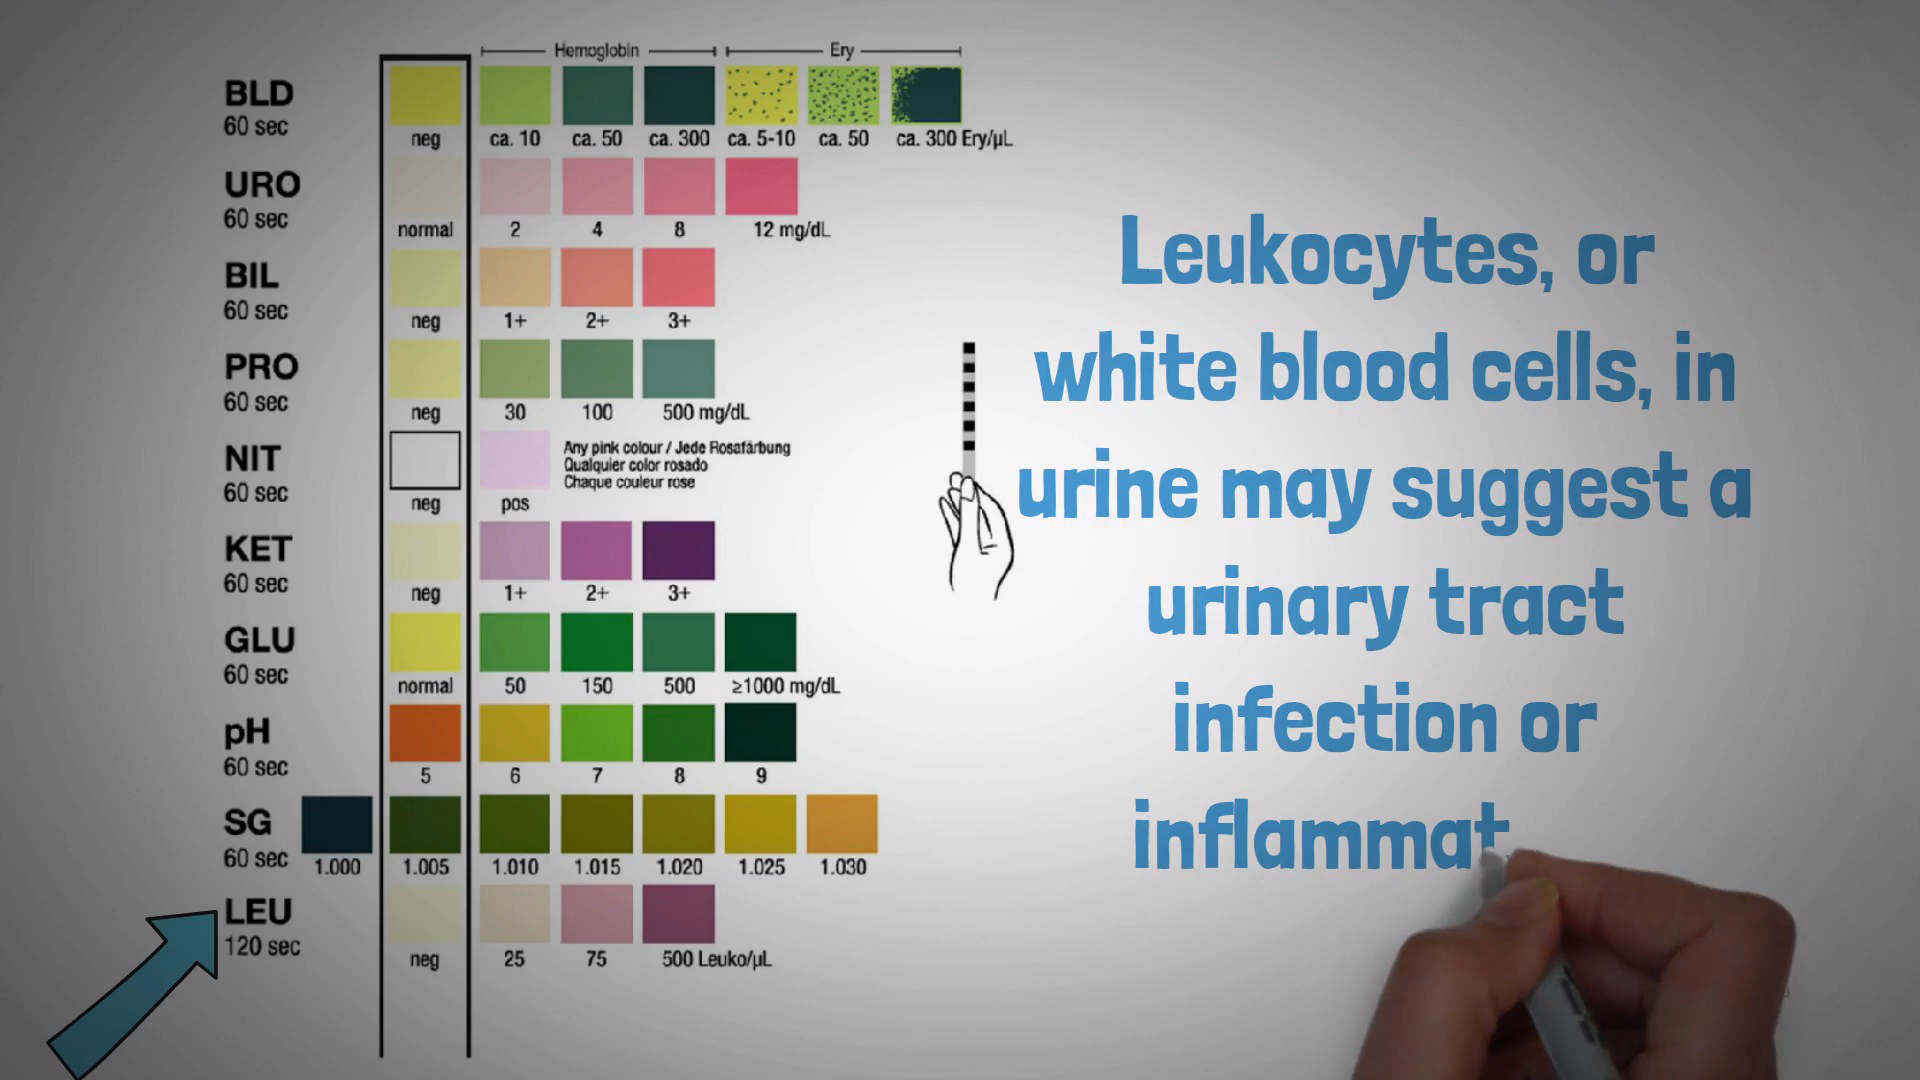 Hemoglobin Ery
BLD
60 sec
neg ca. 10 ca. 50 ca. 300 ca. 5-10 ca. 50 ca. 300 Ery/µL
URO
60 sec
normal 2 4 8 12 mg/dL
BIL
60 sec
neg 1+ 2+ 3+
PRO
60 sec
neg 30 100 500 mg/dL
NIT
60 sec
Any pink colour / Jede Rosafärbung
Qualquier color rosado
Chaque couleur rose
neg pos
KET
60 sec
neg 1+ 2+ 3+
GLU
60 sec
normal 50 150 500 ≥1000 mg/dL
pH
60 sec
5 6 7 8 9
SG
60 sec
1.000 1.005 1.010 1.015 1.020 1.025 1.030
LEU
120 sec
neg 25 75 500 Leuko/µL
Leukocytes, or
white blood cells, in
urine may suggest a
urinary tract
infection or
inflammat